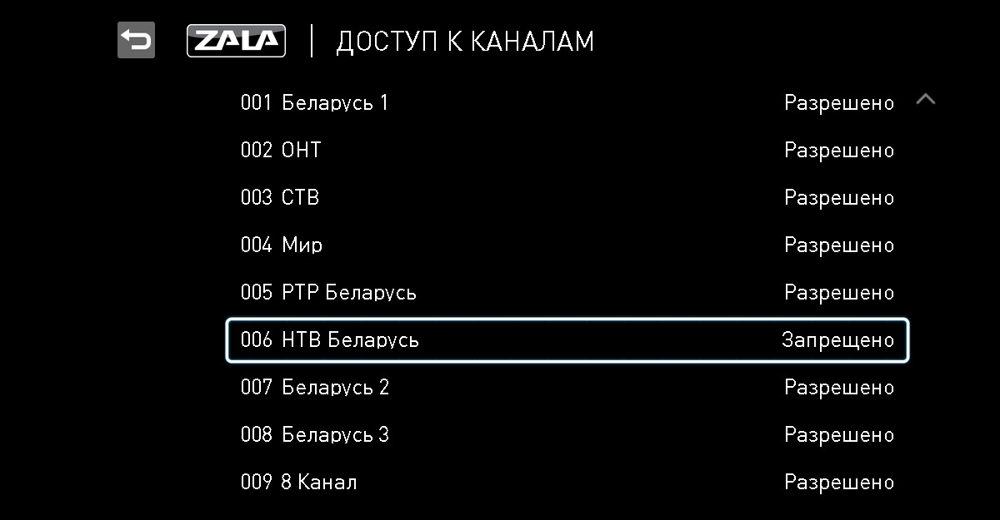 ZALA ДОСТУП К КАНАЛАМ
001 Беларусь 1 Разрешено
002 ОНТ Разрешено
003 СТВ Разрешено
004 Мир Разрешено
005 РТР Беларусь Разрешено
006 НТВ Беларусь Запрещено
007 Беларусь 2 Разрешено
008 Беларусь 3 Разрешено
009 8 Канал Разрешено